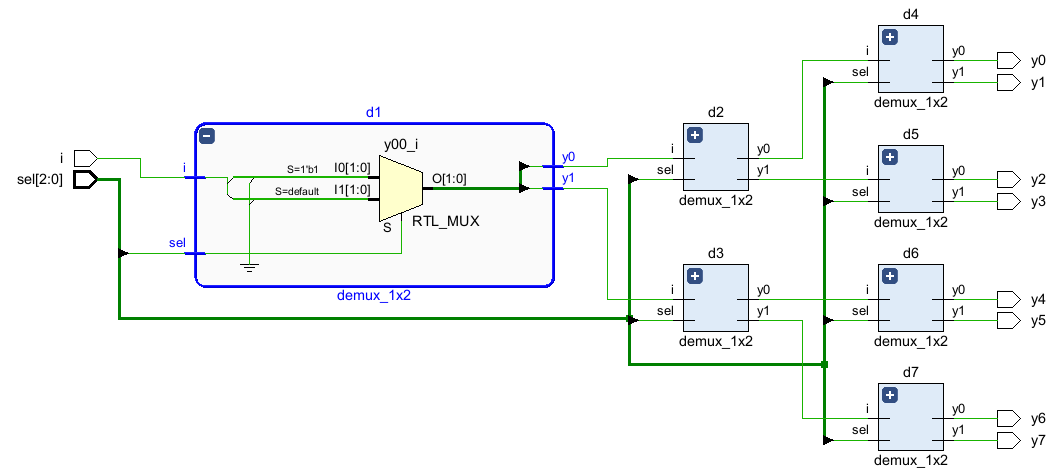 i
sel[2:0]
d1
i
sel
y00_i
S=1'b1
I0[1:0]
S=default
I1[1:0]
O[1:0]
S
RTL_MUX
y0
y1
demux_1x2
d2
i
sel
y0
y1
demux_1x2
d3
i
sel
y0
y1
demux_1x2
d4
i
sel
y0
y1
demux_1x2
y0
y1
d5
i
sel
y0
y1
demux_1x2
y2
y3
d6
i
sel
y0
y1
demux_1x2
y4
y5
d7
i
sel
y0
y1
demux_1x2
y6
y7